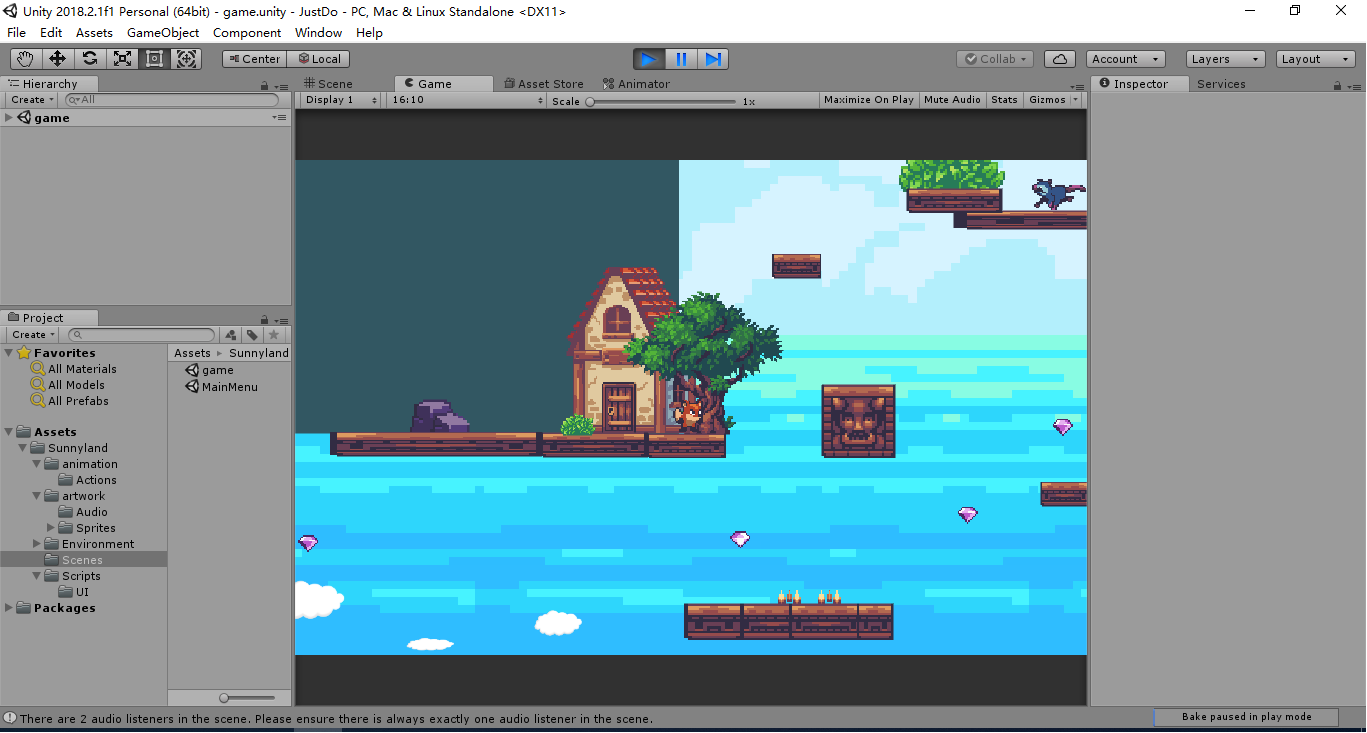 Unity 2018.2.1f1 Personal (64bit) - game.unity - JustDo - PC, Mac & Linux Standalone <DX11>
File Edit Assets GameObject Component Window Help
Center Local Collab Account Layers Layout
Hierarchy Scene Game Asset Store Animator Inspector Services
Create All Display 1 16:10 Scale 1x Maximize On Play Mute Audio Stats Gizmos
game
Project
Create
Favorites
All Materials
All Models
All Prefabs
Assets
Sunnyland
animation
Actions
artwork
Audio
Sprites
Environment
Scenes
Scripts
UI
Packages
Assets Sunnyland
game
MainMenu
There are 2 audio listeners in the scene. Please ensure there is always exactly one audio listener in the scene.
Bake paused in play mode